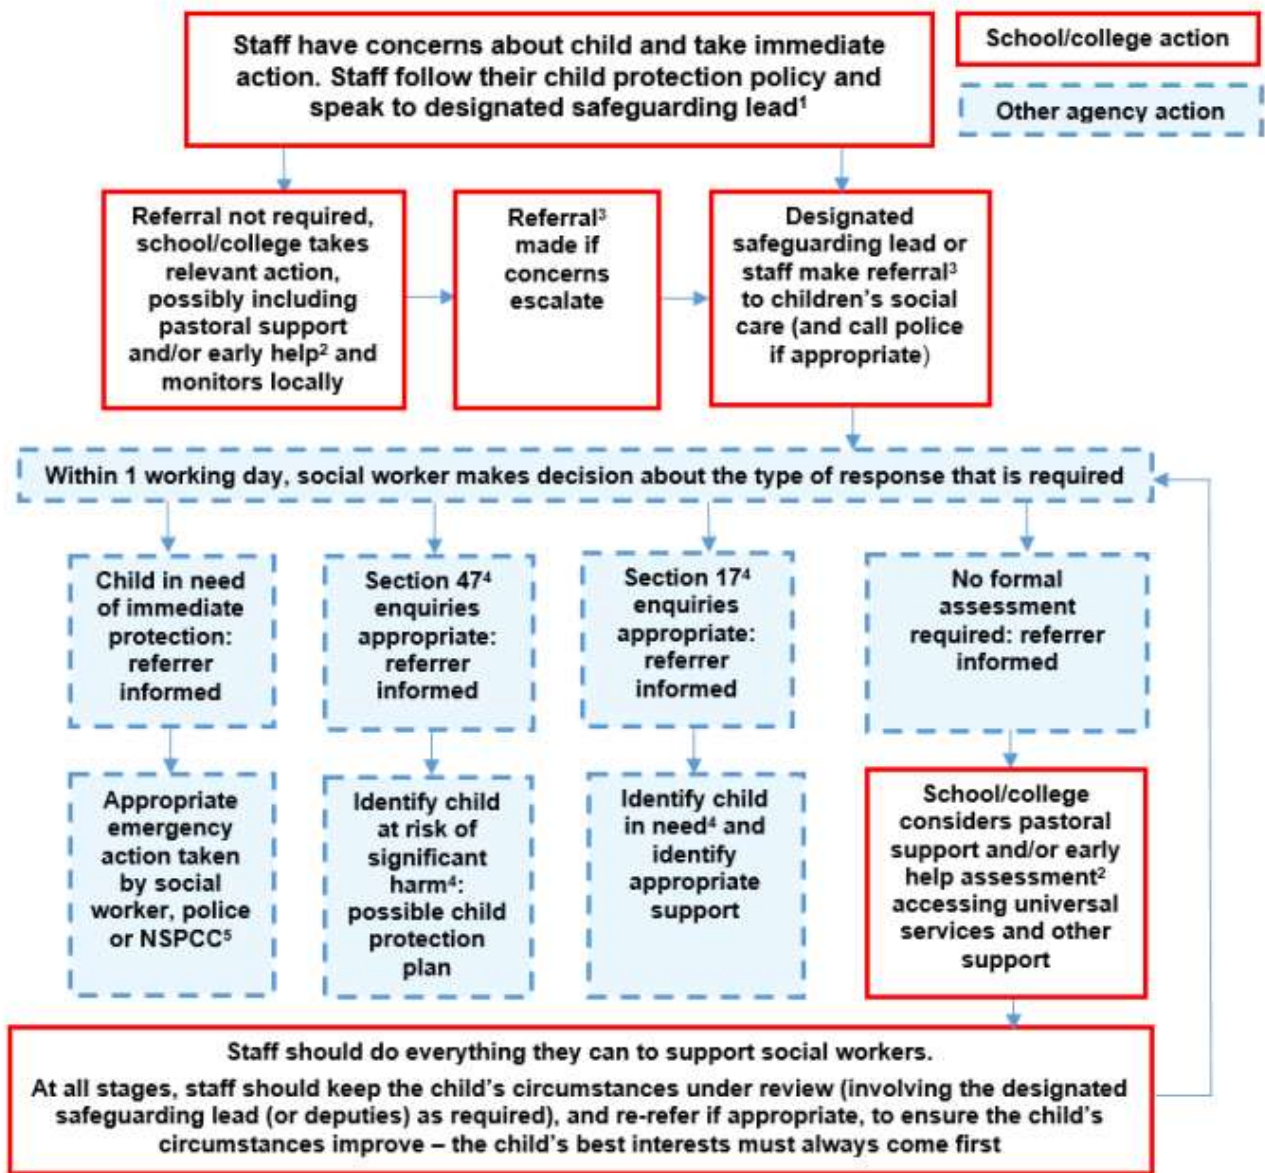 Staff have concerns about child and take immediate
action. Staff follow their child protection policy and
speak to designated safeguarding lead¹
School/college action
Other agency action
Referral not required,
school/college takes
relevant action,
possibly including
pastoral support
and/or early help² and
monitors locally
Referral³
made if
concerns
escalate
Designated
safeguarding lead or
staff make referral³
to children's social
care (and call police
if appropriate)
Within 1 working day, social worker makes decision about the type of response that is required
Child in need
of immediate
protection:
referrer
informed
Section 47⁴
enquiries
appropriate:
referrer
informed
Section 17⁴
enquiries
appropriate:
referrer
informed
No formal
assessment
required: referrer
informed
Appropriate
emergency
action taken
by social
worker, police
or NSPCC⁵
Identify child
at risk of
significant
harm⁴:
possible child
protection
plan
Identify child
in need⁴ and
identify
appropriate
support
School/college
considers pastoral
support and/or early
help assessment²
accessing universal
services and other
support
Staff should do everything they can to support social workers.
At all stages, staff should keep the child's circumstances under review (involving the designated
safeguarding lead (or deputies) as required), and re-refer if appropriate, to ensure the child's
circumstances improve – the child's best interests must always come first